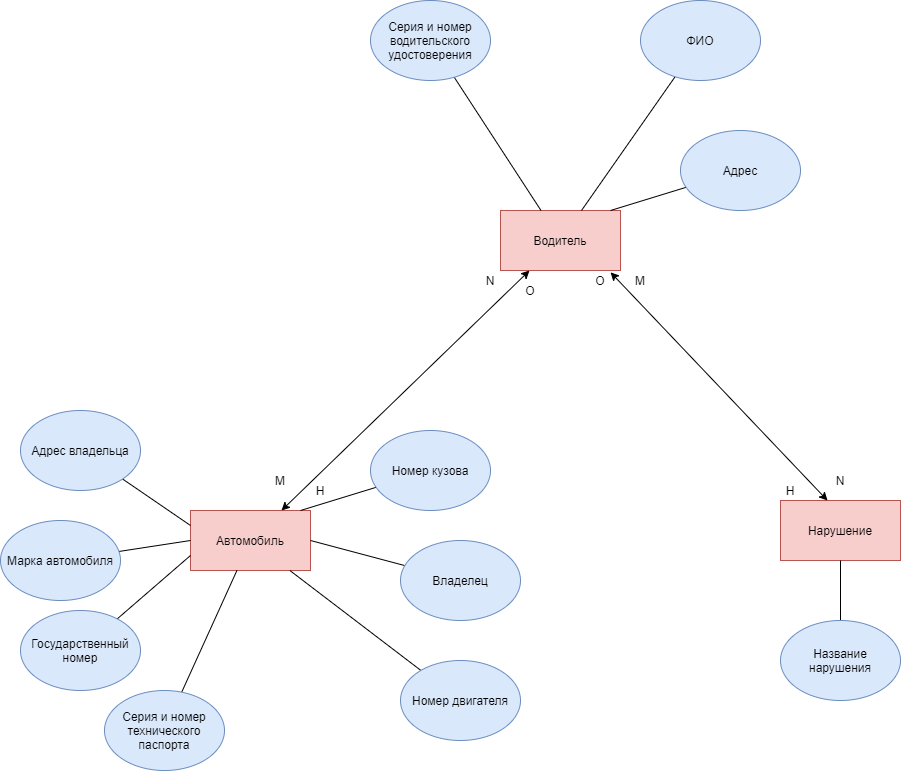 Серия и номер
водительского
удостоверения
ФИО
Адрес
Водитель
N
О
О
М
Адрес владельца
Номер кузова
М
Н
N
Н
Автомобиль
Нарушение
Марка автомобиля
Владелец
Государственный
номер
Название
нарушения
Серия и номер
технического
паспорта
Номер двигателя